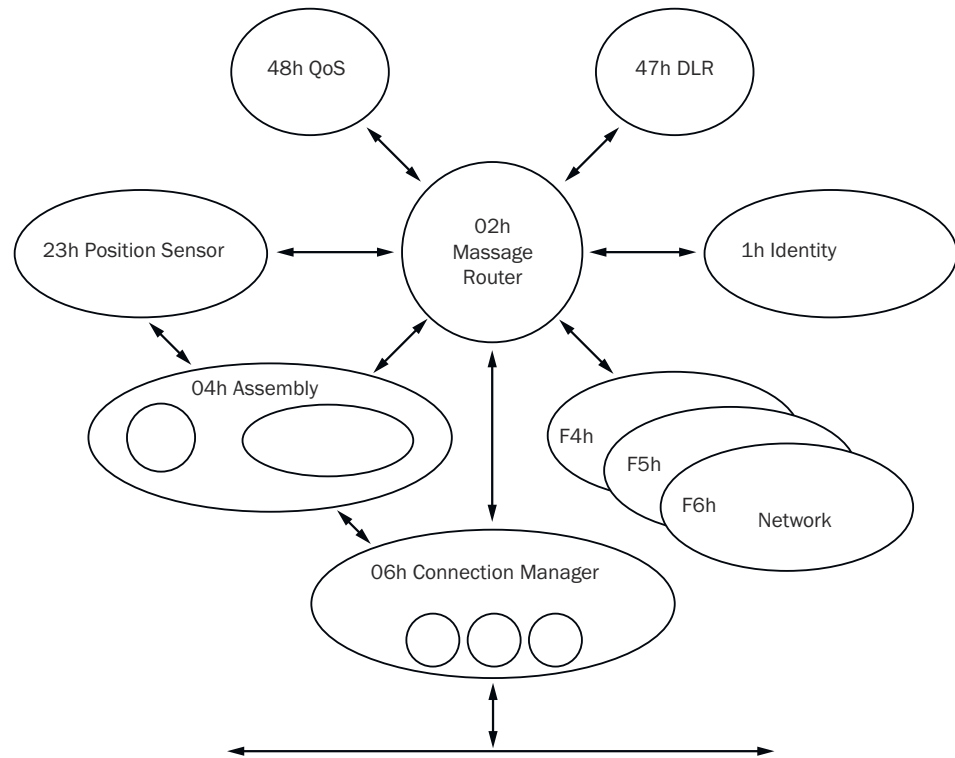 48h QoS
47h DLR
02h
Massage
Router
23h Position Sensor
1h Identity
04h Assembly
F4h
F5h
F6h
Network
06h Connection Manager